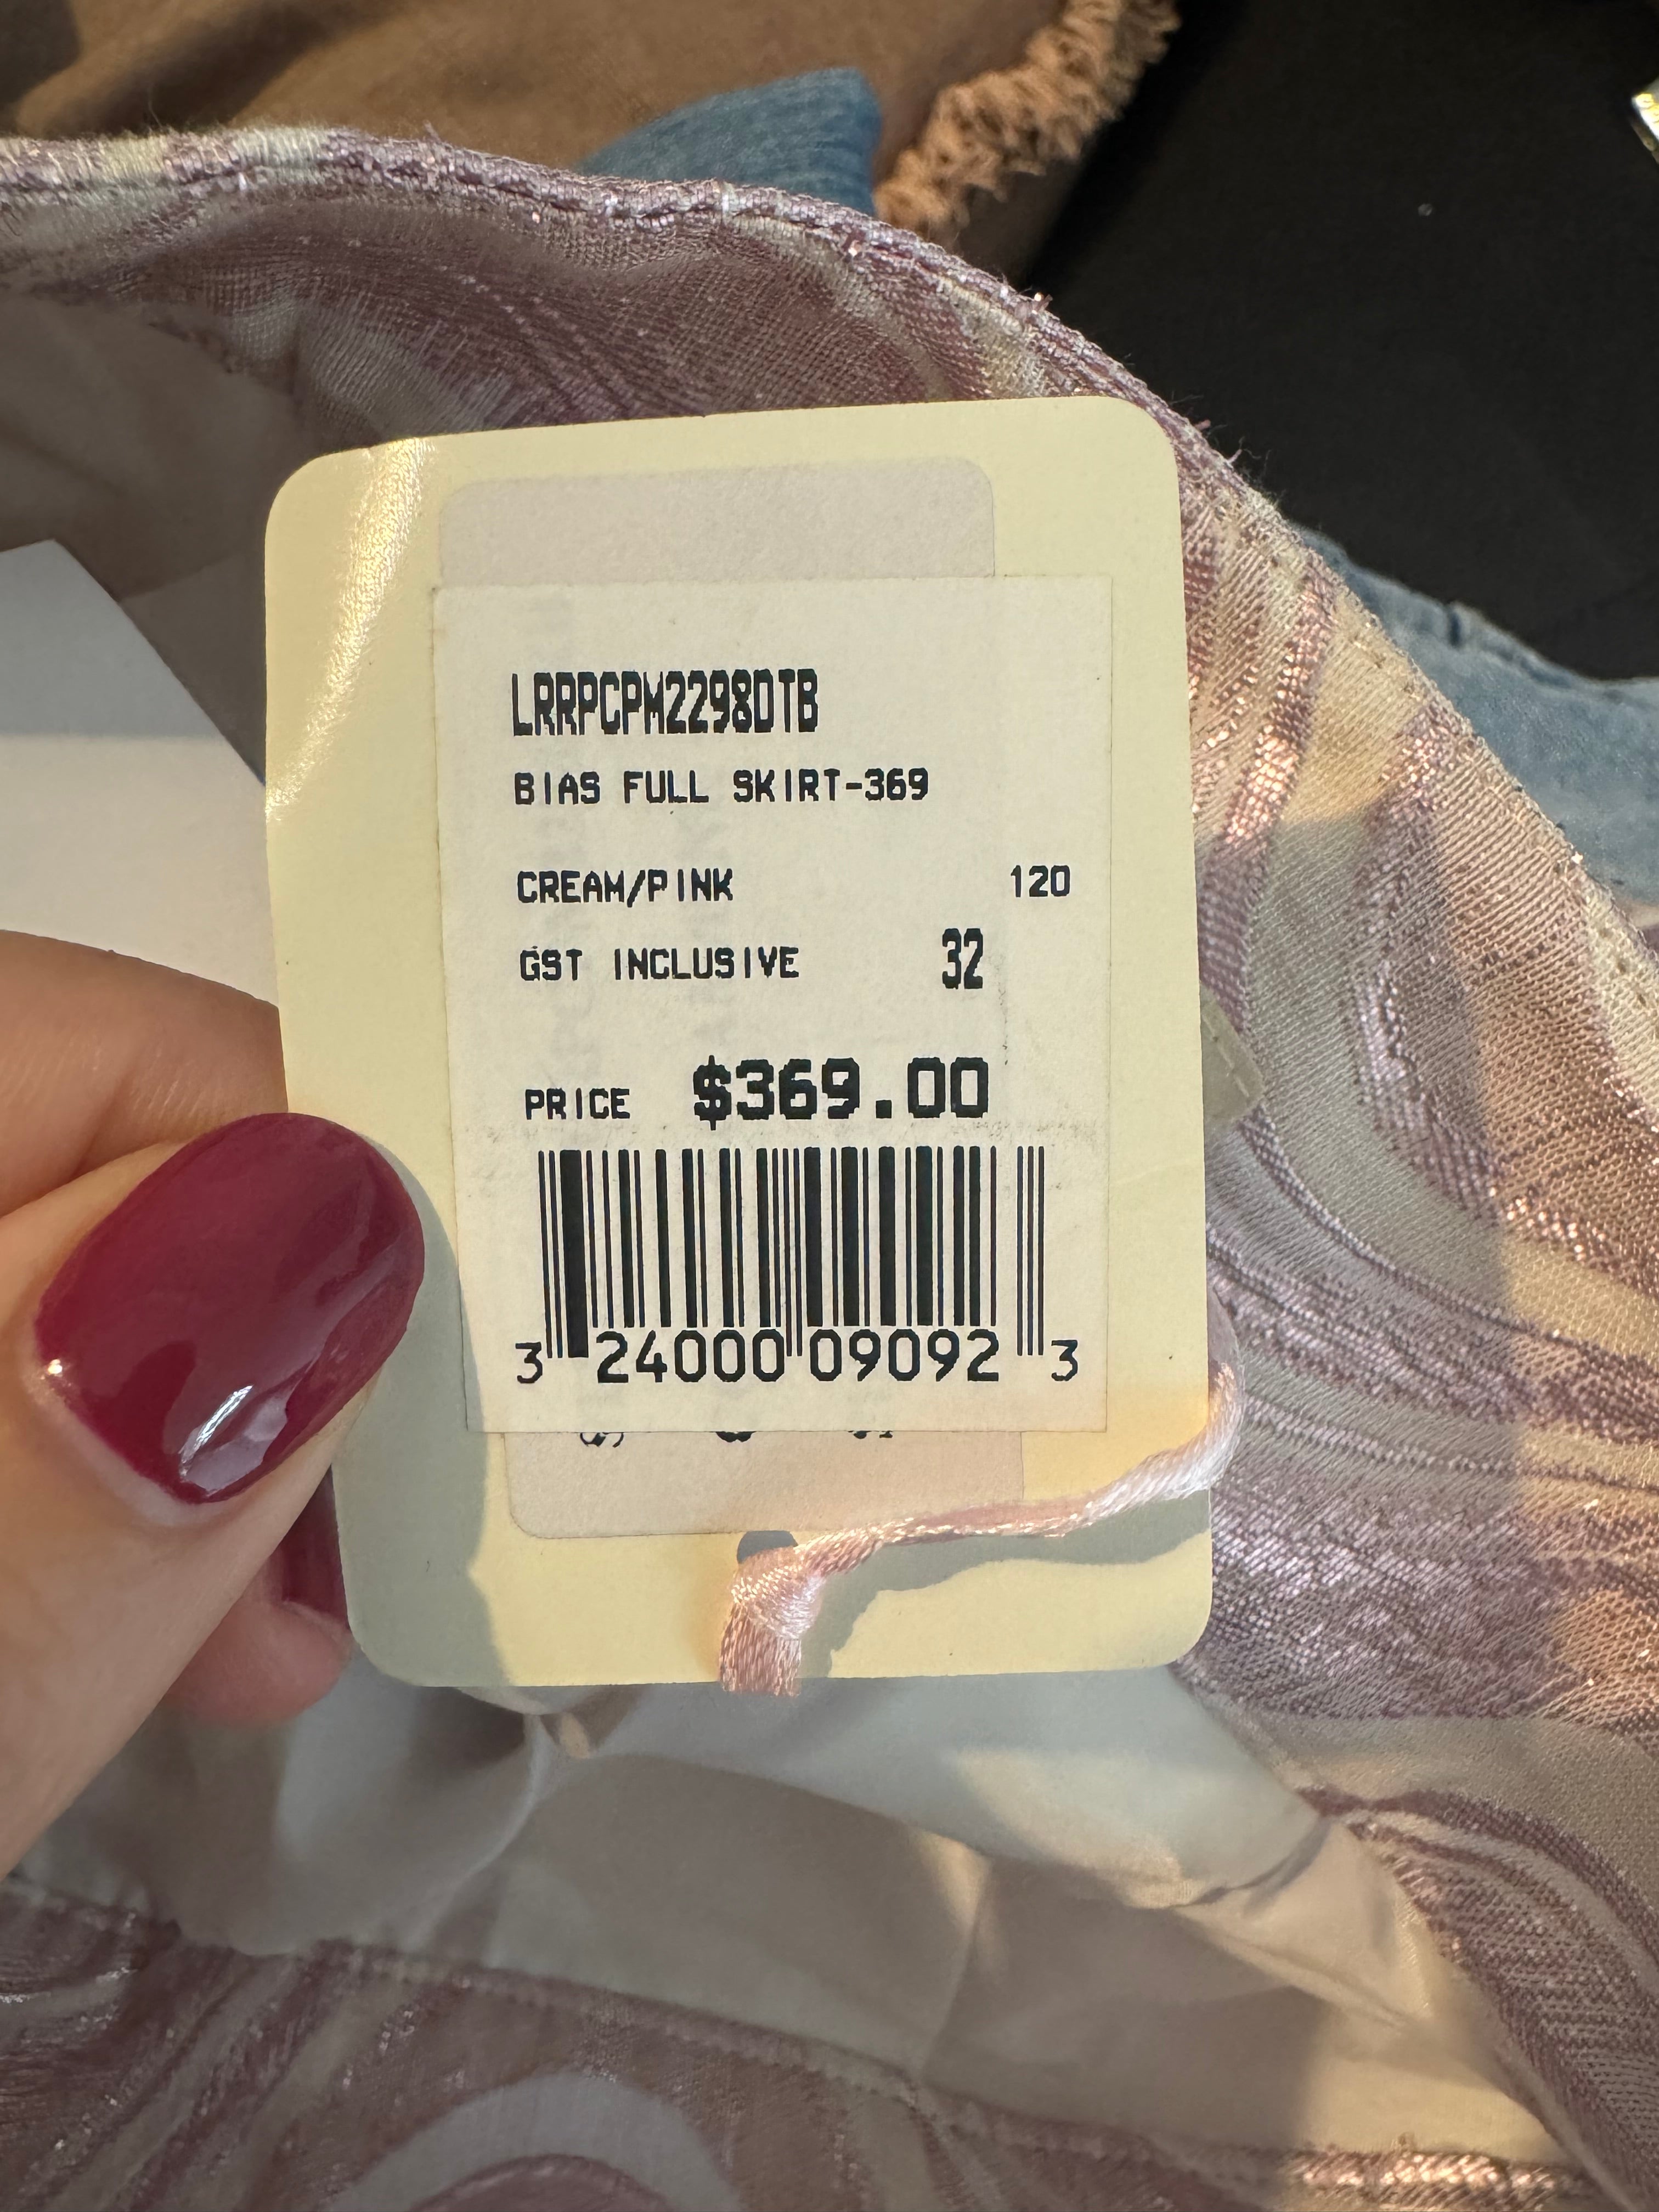 LRRPCPM2298DTB
BIAS FULL SKIRT-369
CREAM/PINK 120
GST INCLUSIVE 32
PRICE $369.00
3 24000 09092 3